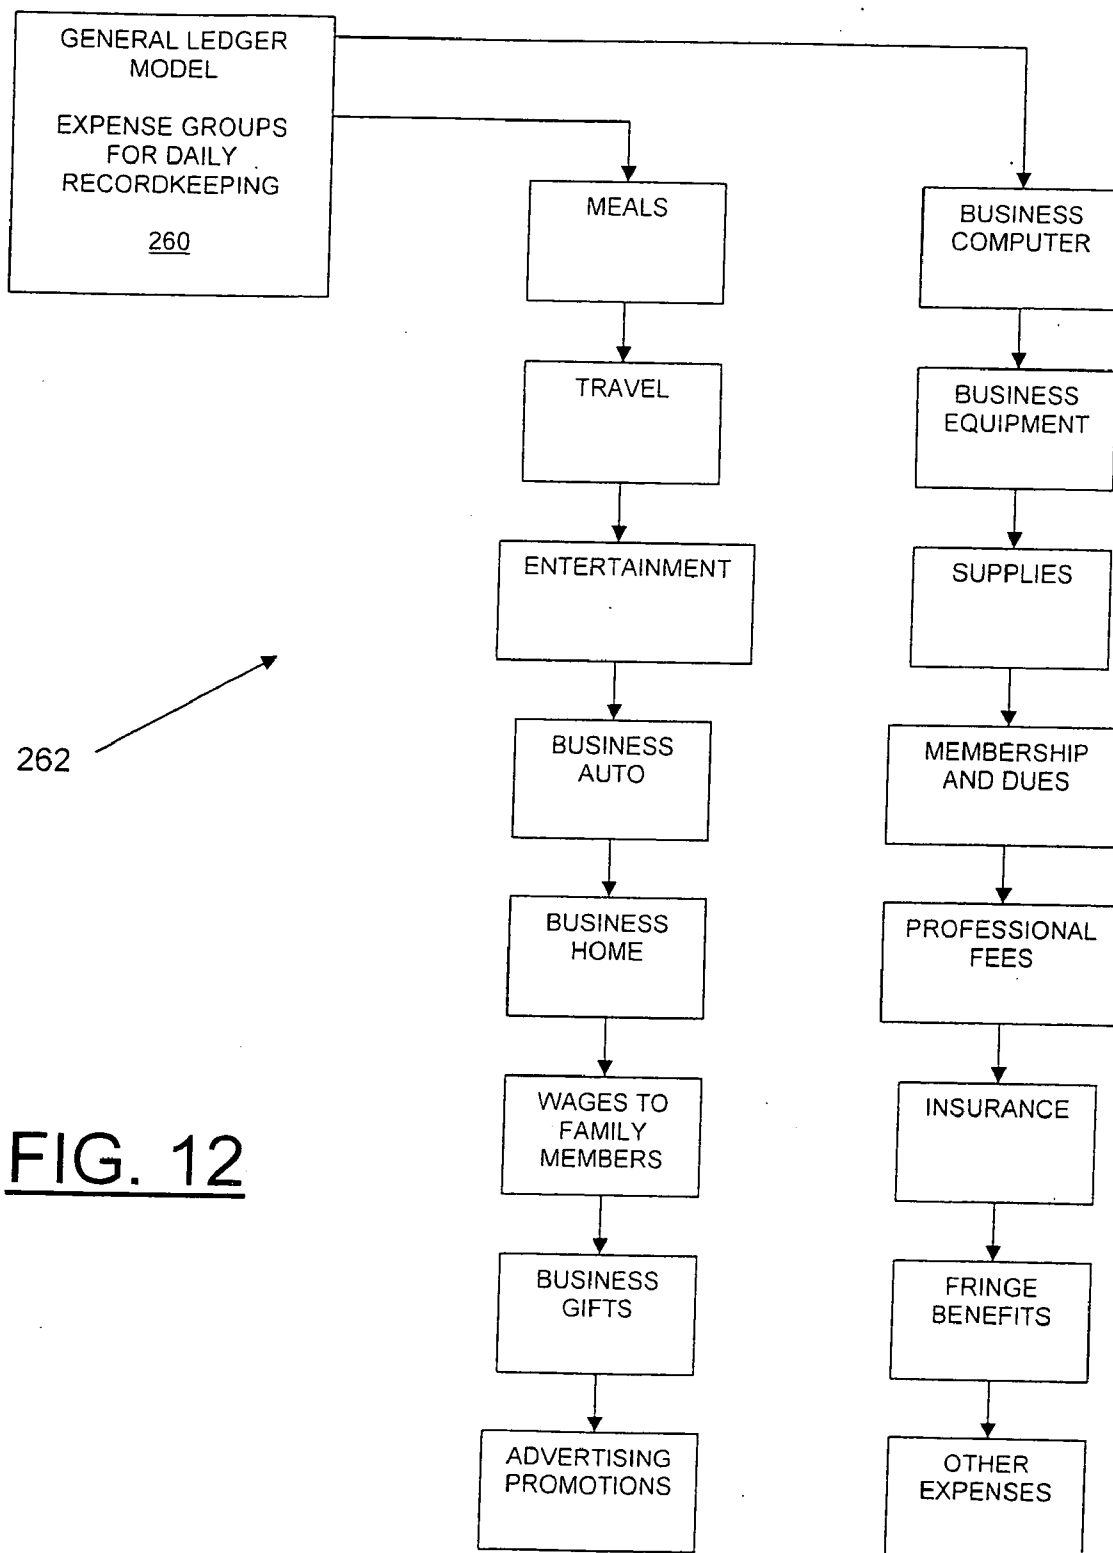 GENERAL LEDGER
MODEL
EXPENSE GROUPS
FOR DAILY
RECORDKEEPING
260
MEALS
TRAVEL
ENTERTAINMENT
BUSINESS
AUTO
BUSINESS
HOME
WAGES TO
FAMILY
MEMBERS
BUSINESS
GIFTS
ADVERTISING
PROMOTIONS
BUSINESS
COMPUTER
BUSINESS
EQUIPMENT
SUPPLIES
MEMBERSHIP
AND DUES
PROFESSIONAL
FEES
INSURANCE
FRINGE
BENEFITS
OTHER
EXPENSES
262
FIG. 12